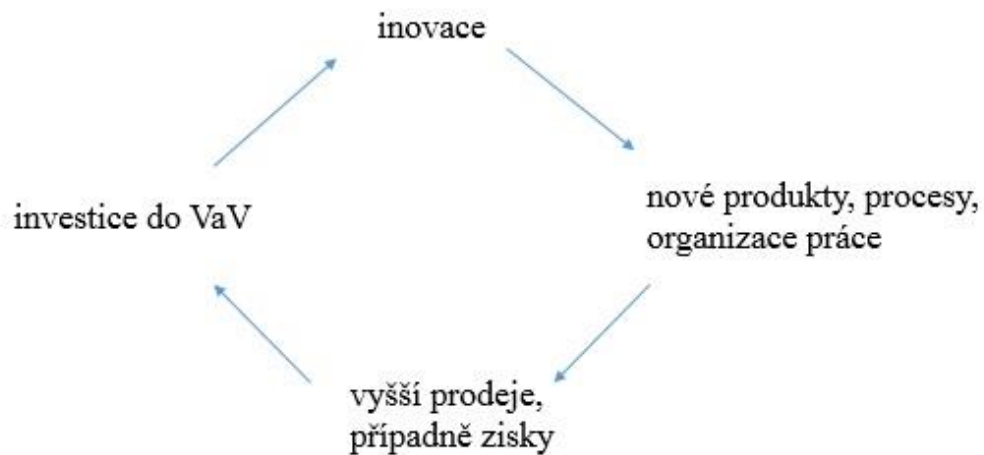 inovace
nové produkty, procesy,
organizace práce
vyšší prodeje,
případně zisky
investice do VaV